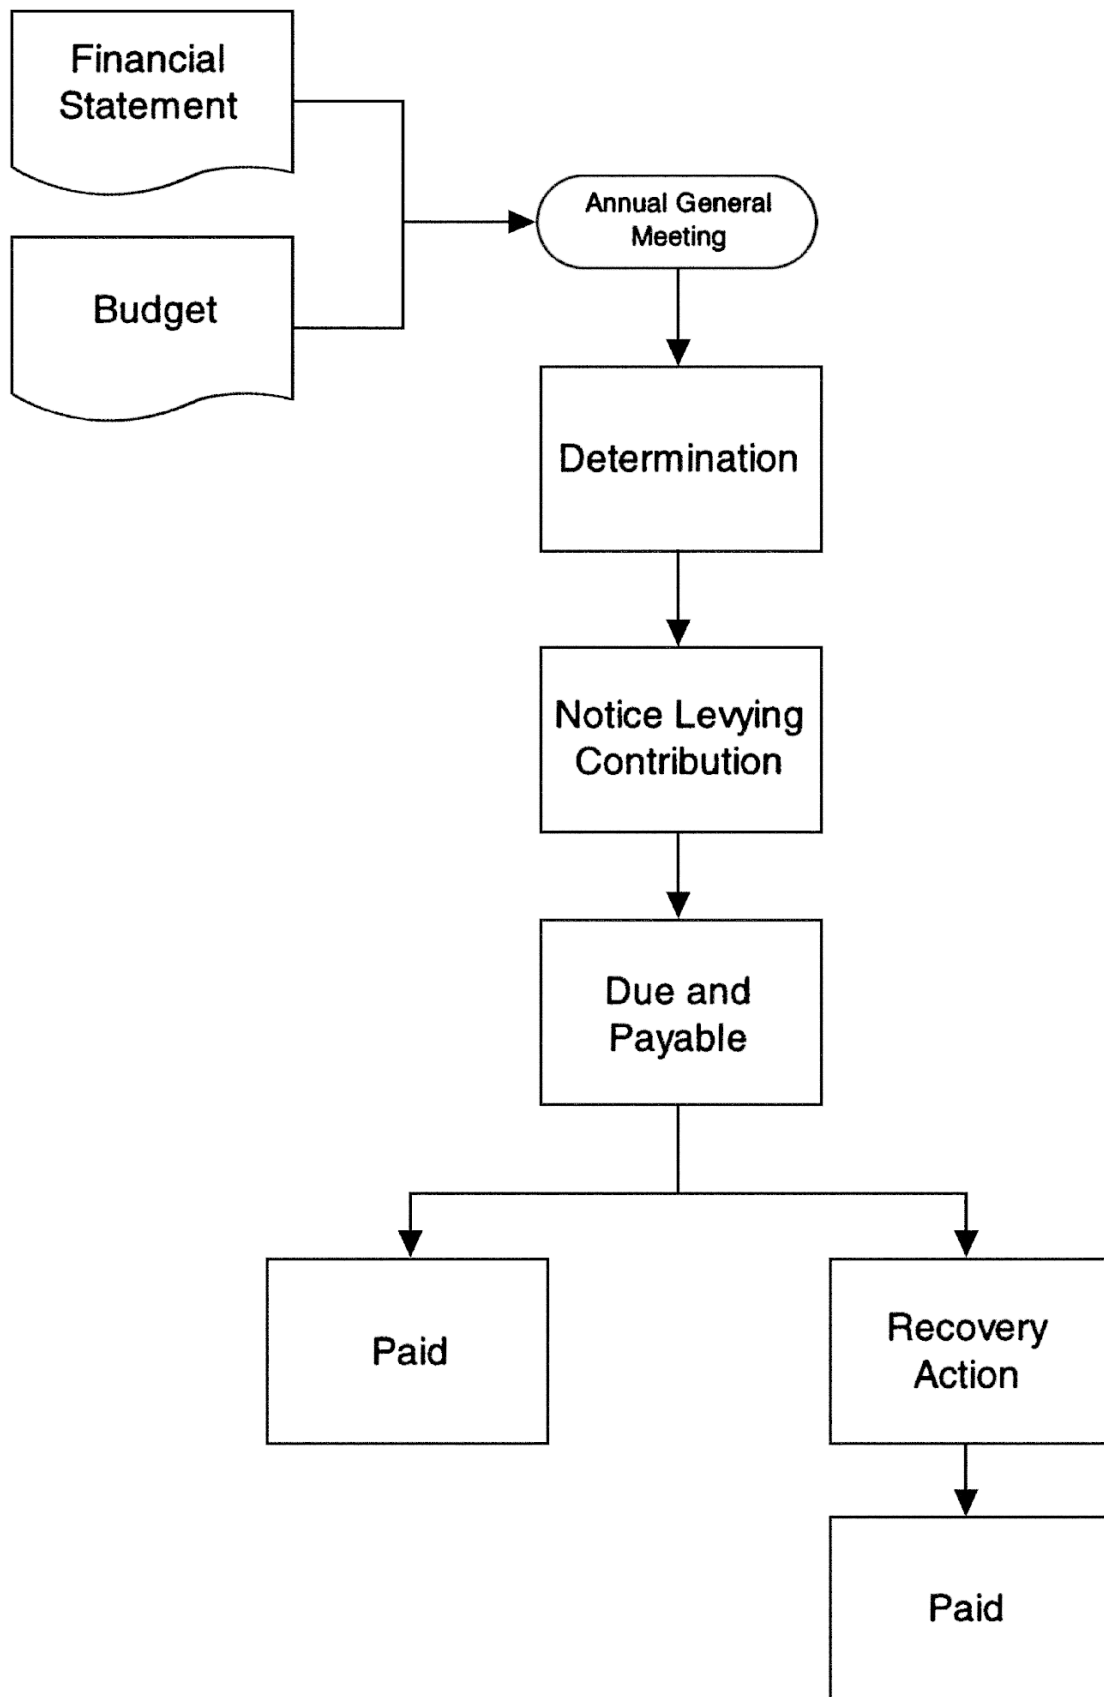 Financial
Statement
Annual General
Meeting
Budget
Determination
Notice Levying
Contribution
Due and
Payable
Paid
Recovery
Action
Paid